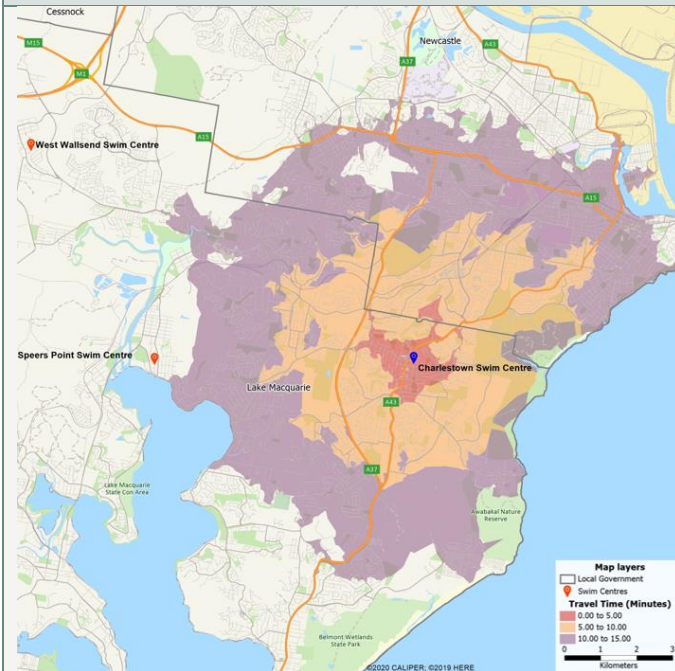 Cessnock
M15
M1
A43
Newcastle
A37
A15
West Wallsend Swim Centre
A15
Speers Point Swim Centre
Charlestown Swim Centre
Lake Macquarie
A43
A37
Lake Macquarie
State Con Area
Awabakal Nature
Reserve
Belmont Wetlands
State Park
Map layers
Local Government
Swim Centres
Travel Time (Minutes)
0.00 to 5.00
5.00 to 10.00
10.00 to 15.00
0 1 2 3
Kilometers
©2020 CALIPER; ©2019 HERE